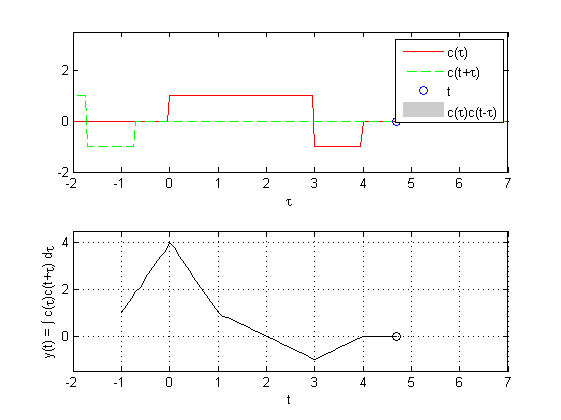 c(τ)
c(t+τ)
t
c(τ)c(t-τ)
2
0
-2
-2 -1 0 1 2 3 4 5 6 7
τ
y(t) = ∫ c(τ)c(t+τ) dτ
4
2
0
-2 -1 0 1 2 3 4 5 6 7
t